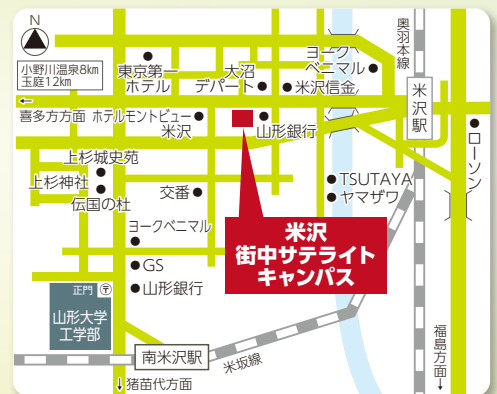 N
小野川温泉8km
玉庭12km
東京第一
ホテル
大沼
デパート
ヨーク
ベニマル
米沢信金
奥羽本線
米沢駅
ローソン
←
喜多方方面
ホテルモントビュー
米沢
山形銀行
上杉城史苑
上杉神社
伝国の杜
交番
TSUTAYA
ヤマザワ
米沢
街中サテライト
キャンパス
ヨークベニマル
GS
山形銀行
正門
〒
山形大学
工学部
南米沢駅
米坂線
↓猪苗代方面
福島方面↓